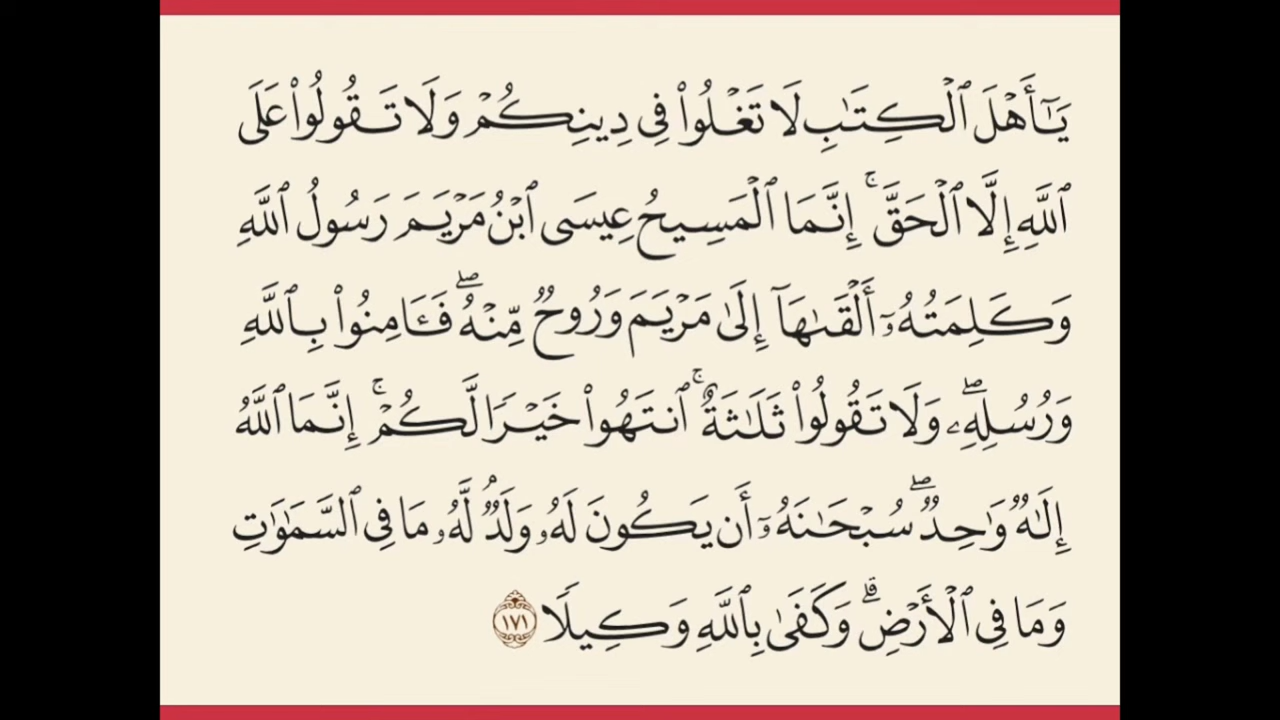 يَـٰٓأَهۡلَ ٱلۡكِتَـٰبِ لَا تَغۡلُواْ فِي دِينِكُمۡ وَلَا تَقُولُواْ عَلَى
ٱللَّهِ إِلَّا ٱلۡحَقَّۚ إِنَّمَا ٱلۡمَسِيحُ عِيسَى ٱبۡنُ مَرۡيَمَ رَسُولُ ٱللَّهِ
وَكَلِمَتُهُۥٓ أَلۡقَىٰهَآ إِلَىٰ مَرۡيَمَ وَرُوحٞ مِّنۡهُۖ فَـَٔامِنُواْ بِٱللَّهِ
وَرُسُلِهِۦۖ وَلَا تَقُولُواْ ثَلَـٰثَةٌۚ ٱنتَهُواْ خَيۡرٗا لَّكُمۡۚ إِنَّمَا ٱللَّهُ
إِلَـٰهٞ وَٰحِدٞۖ سُبۡحَـٰنَهُۥٓ أَن يَكُونَ لَهُۥ وَلَدٞۘ لَّهُۥ مَا فِي ٱلسَّمَـٰوَٰتِ
وَمَا فِي ٱلۡأَرۡضِۗ وَكَفَىٰ بِٱللَّهِ وَكِيلٗا ١٧١